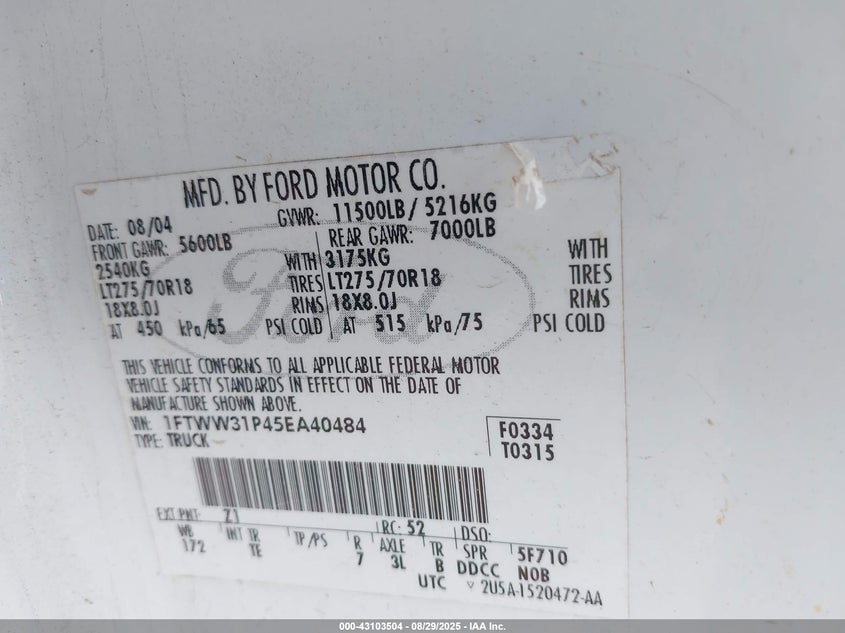 MFD. BY FORD MOTOR CO.
DATE: 08/04 GVWR: 11500LB/ 5216KG
FRONT GAWR: 5600LB REAR GAWR: 7000LB
2540KG WITH 3175KG WITH
LT275/70R18 TIRES LT275/70R18 TIRES
18X8.0J RIMS 18X8.0J RIMS
AT 450 kPa/65 PSI COLD AT 515 kPa/75 PSI COLD
THIS VEHICLE CONFORMS TO ALL APPLICABLE FEDERAL MOTOR
VEHICLE SAFETY STANDARDS IN EFFECT ON THE DATE OF
MANUFACTURE SHOWN ABOVE.
VIN: 1FTWW31P45EA40484 F0334
TYPE: TRUCK T0315
EXT PNT: Z1 RC: 52 DSO:
WB INT TR TP/PS R AXLE TR SPR 5F710
172 TE 7 3L B DDCC NOB
UTC 2U5A-1520472-AA
Ford
000-43103504 - 08/29/2025 - IAA Inc.